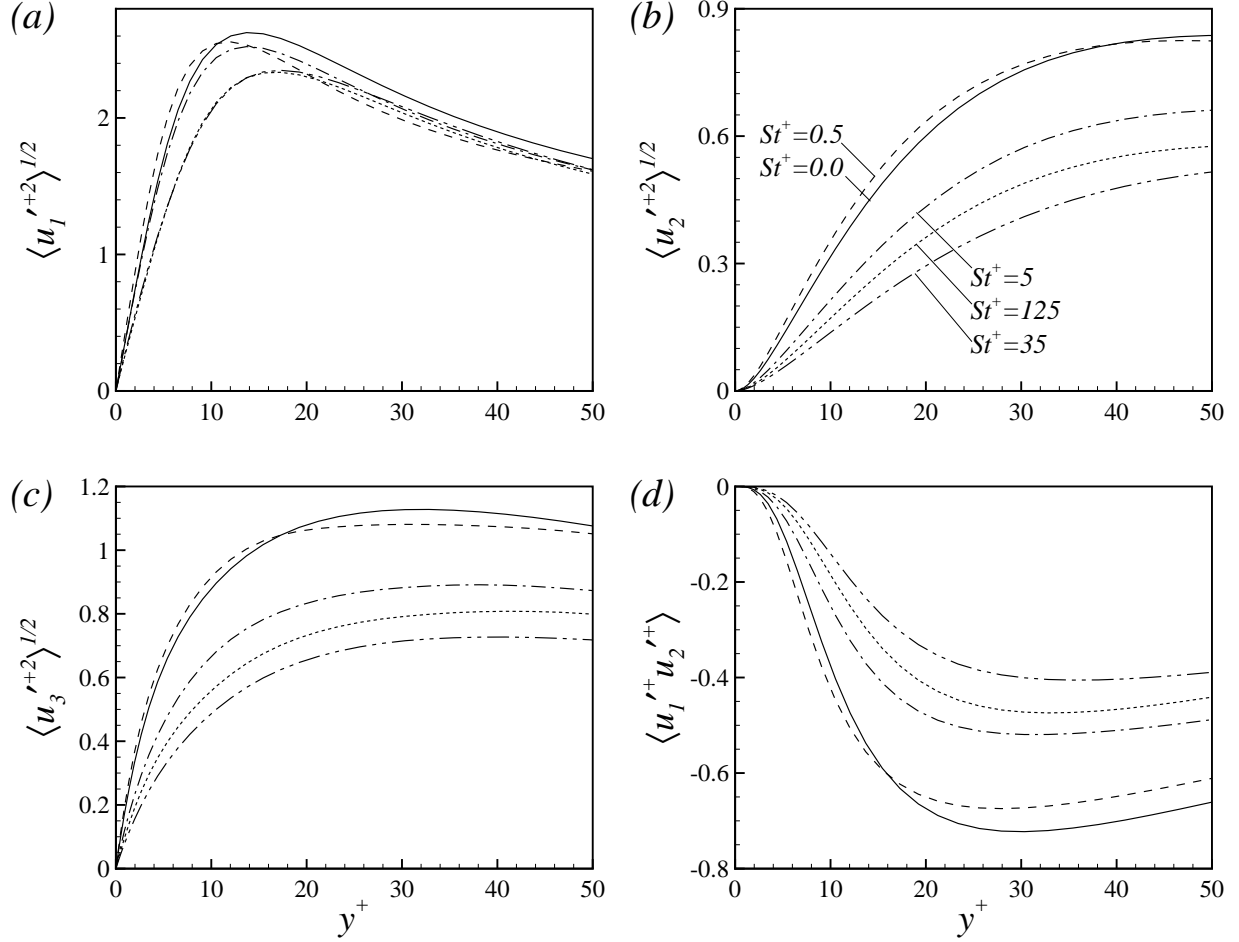 (a)
2
1
0
0 10 20 30 40 50
⟨u₁′⁺²⟩¹/²
(b)
0.9
0.6
0.3
0
0 10 20 30 40 50
⟨u₂′⁺²⟩¹/²
St⁺=0.5
St⁺=0.0
St⁺=5
St⁺=125
St⁺=35
(c)
1.2
1
0.8
0.6
0.4
0.2
0
0 10 20 30 40 50
⟨u₃′⁺²⟩¹/²
y⁺
(d)
0
-0.2
-0.4
-0.6
-0.8
0 10 20 30 40 50
⟨u₁′⁺u₂′⁺⟩
y⁺